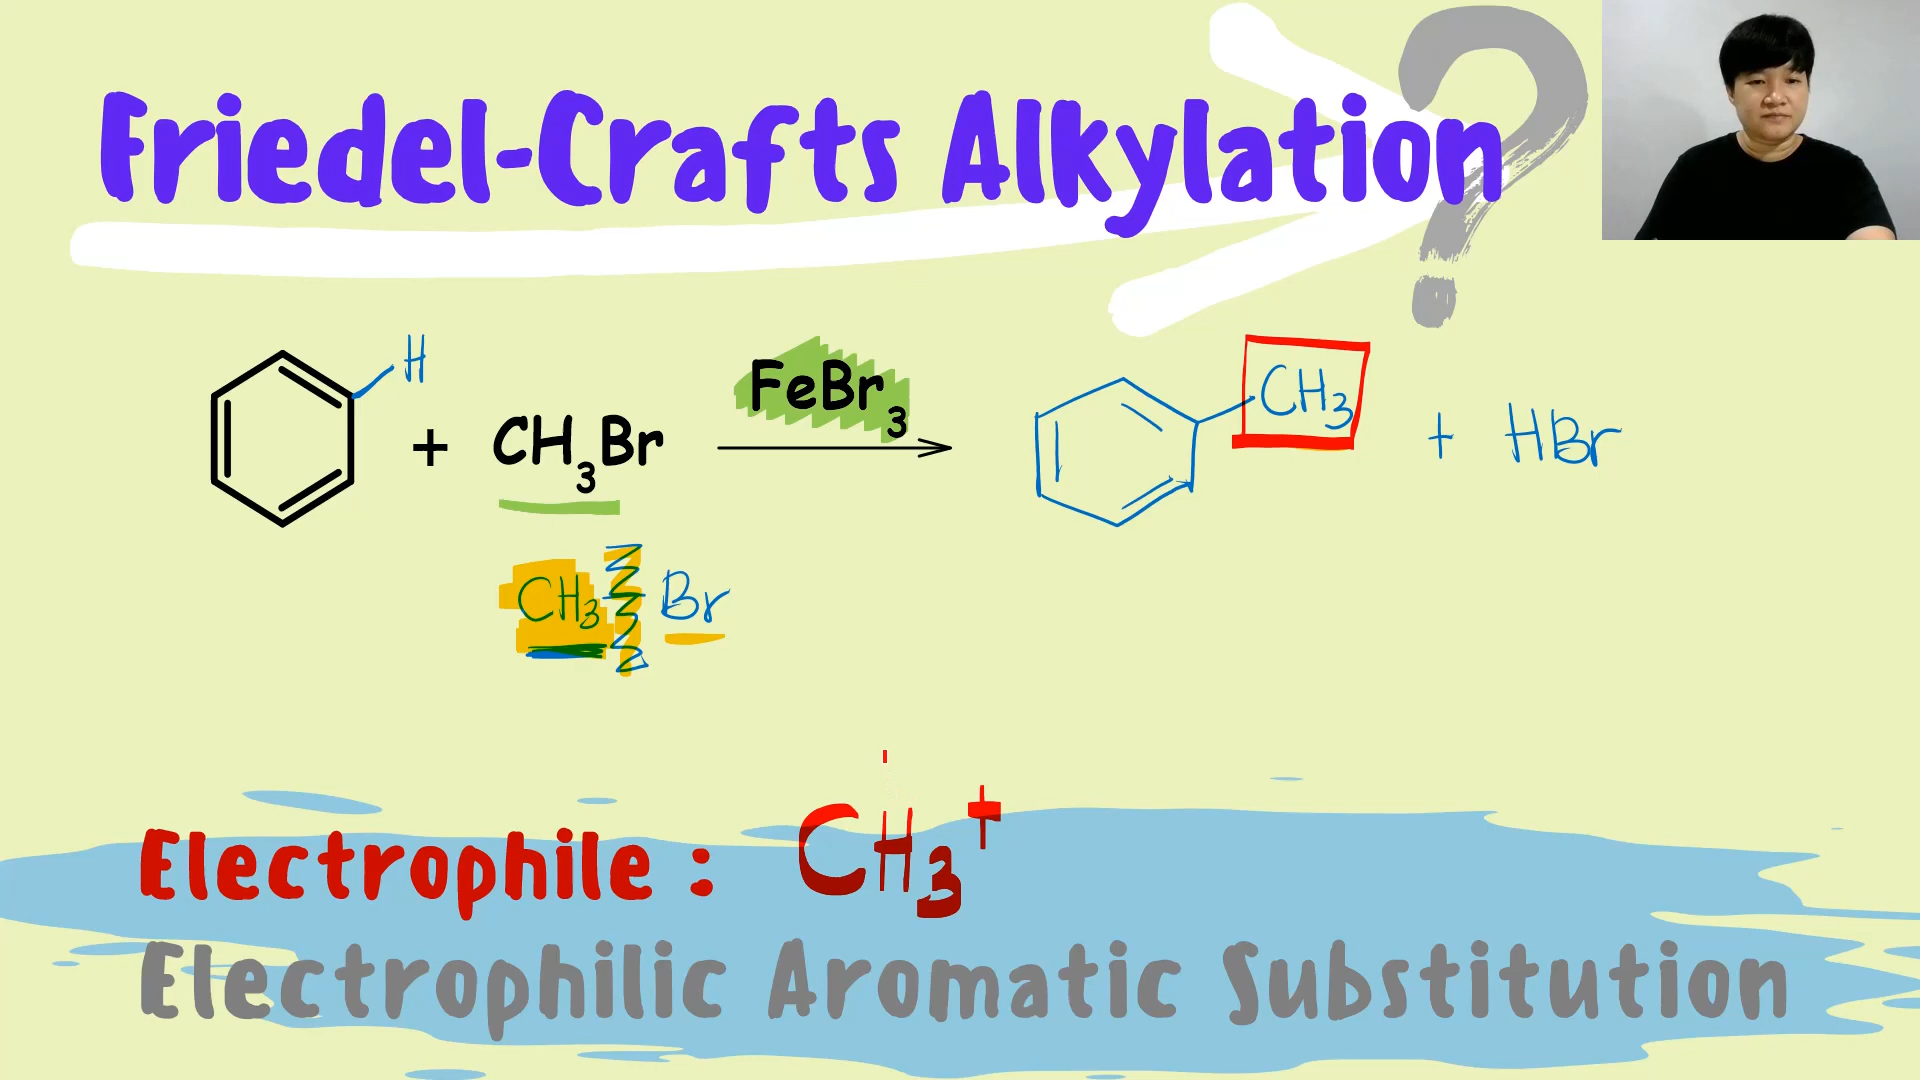 Friedel-Crafts Alkylation ?
H
+ CH3Br FeBr3 CH3 + HBr
CH3 Br
Electrophile : CH3+
Electrophilic Aromatic Substitution